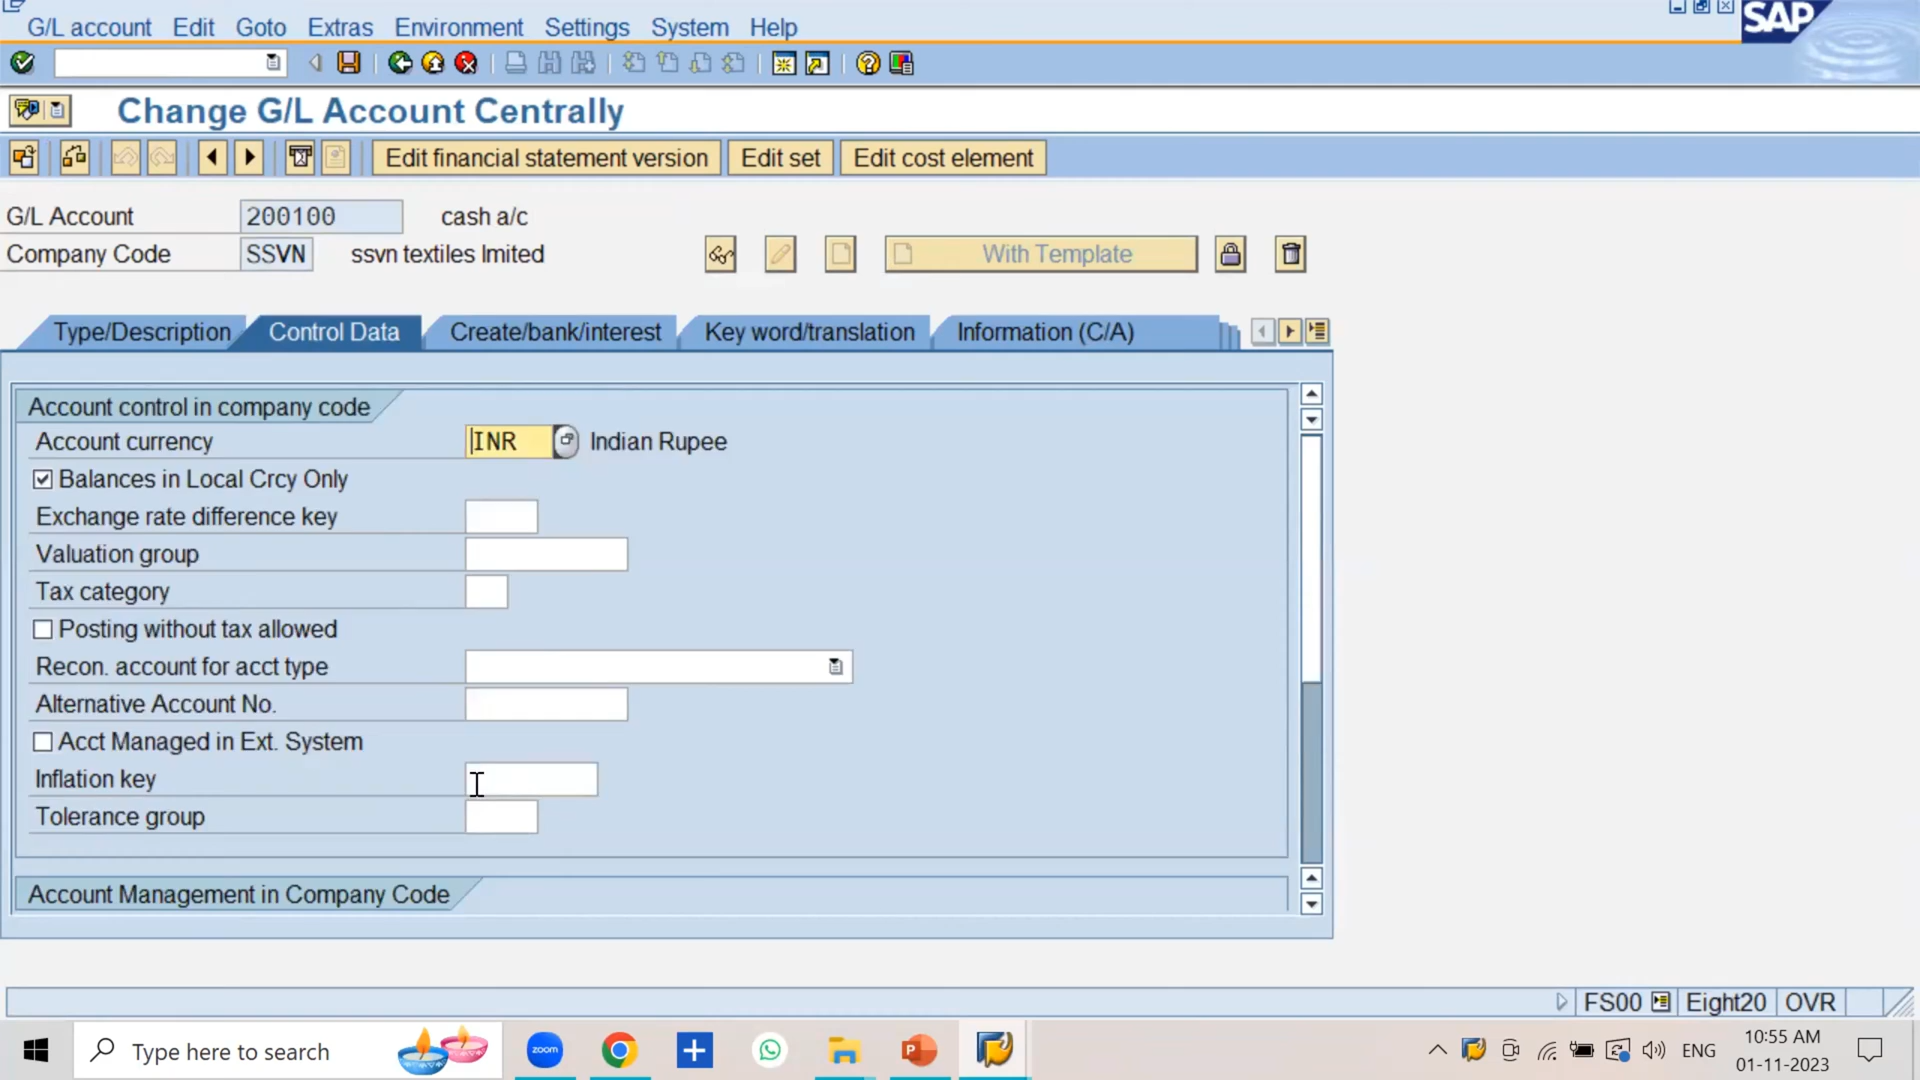 G/L account Edit Goto Extras Environment Settings System Help
SAP
Change G/L Account Centrally
Edit financial statement version Edit set Edit cost element
G/L Account 200100 cash a/c
Company Code SSVN ssvn textiles lmited
With Template
Type/Description Control Data Create/bank/interest Key word/translation Information (C/A)
Account control in company code
Account currency INR Indian Rupee
Balances in Local Crcy Only
Exchange rate difference key
Valuation group
Tax category
Posting without tax allowed
Recon. account for acct type
Alternative Account No.
Acct Managed in Ext. System
Inflation key
Tolerance group
Account Management in Company Code
FS00 Eight20 OVR
Type here to search
zoom
P
ENG
10:55 AM
01-11-2023